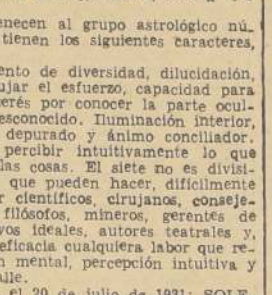 enecen al grupo astrológico nú-
tienen los siguientes caracteres,
ento de diversidad, dilucidación,
ujar el esfuerzo, capacidad para
erés por conocer la parte ocul-
esconocido. Iluminación interior,
depurado y ánimo conciliador.
percibir intuitivamente lo que
las cosas. El siete no es divisi-
que pueden hacer, difícilmente
r científicos, cirujanos, conseje-
filósofos, mineros, gerentes de
vos ideales, autores teatrales y,
eficacia cualquiera labor que re-
n mental, percepción intuitiva y
alle.
el 20 de julio de 1931: SOLE